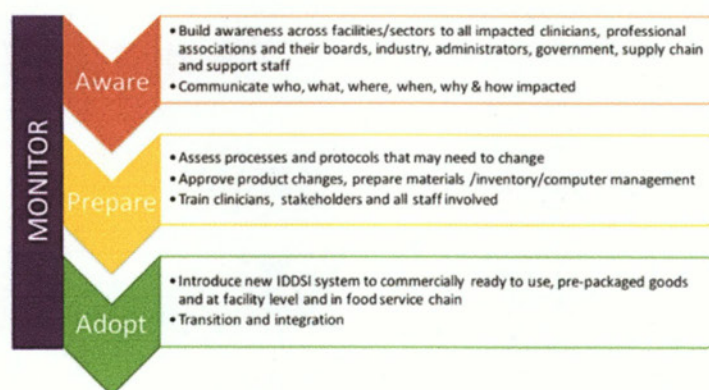 MONITOR
Aware
• Build awareness across facilities/sectors to all impacted clinicians, professional
associations and their boards, industry, administrators, government, supply chain
and support staff
• Communicate who, what, where, when, why & how impacted
Prepare
• Assess processes and protocols that may need to change
• Approve product changes, prepare materials /inventory/computer management
• Train clinicians, stakeholders and all staff involved
Adopt
• Introduce new IDDSI system to commercially ready to use, pre-packaged goods
and at facility level and in food service chain
• Transition and integration